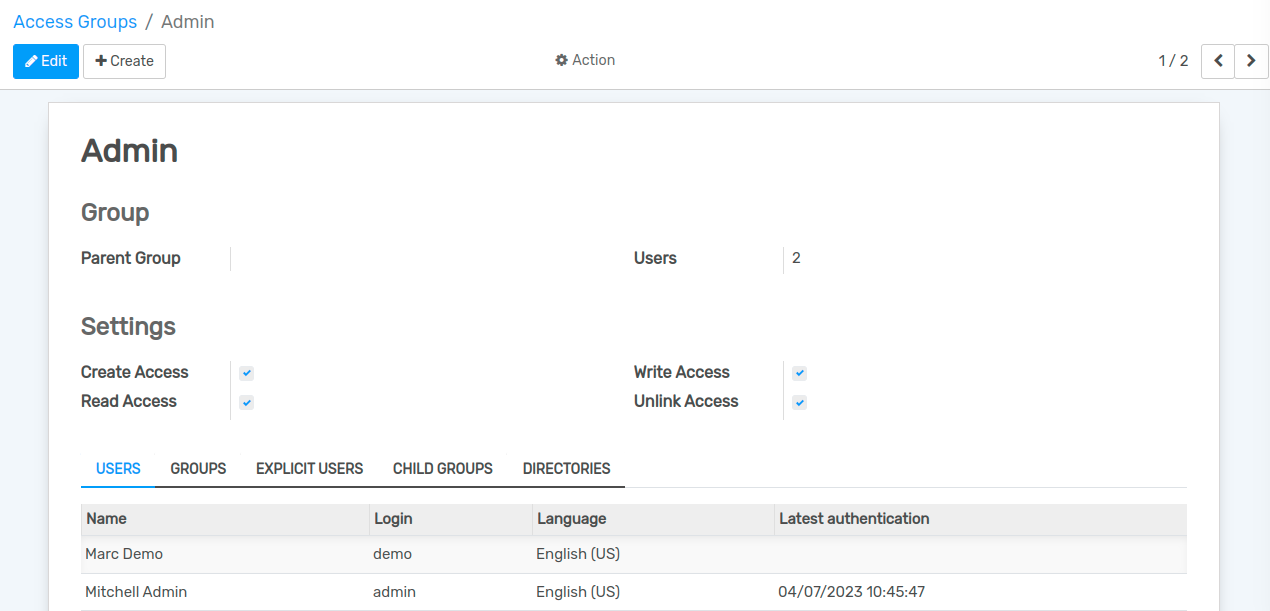 Access Groups / Admin
Edit Create Action 1 / 2
Admin
Group
Parent Group Users 2
Settings
Create Access Write Access
Read Access Unlink Access
USERS GROUPS EXPLICIT USERS CHILD GROUPS DIRECTORIES
Name Login Language Latest authentication
Marc Demo demo English (US)
Mitchell Admin admin English (US) 04/07/2023 10:45:47